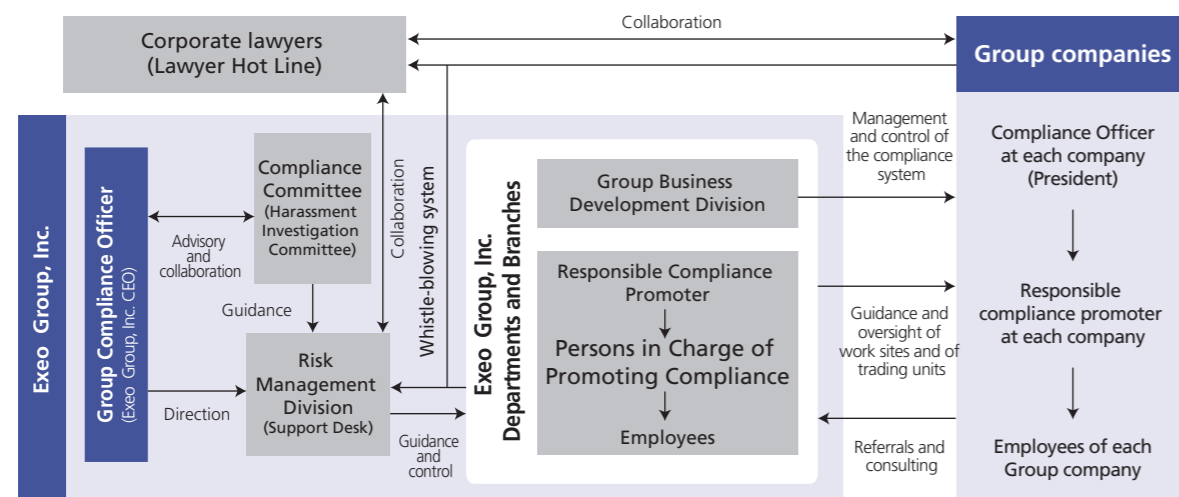 Collaboration
Corporate lawyers
(Lawyer Hot Line)
Group companies
Exeo Group, Inc.
Group Compliance Officer
(Exeo Group, Inc. CEO)
Compliance
Committee
(Harassment
Investigation
Committee)
Advisory
and
collaboration
Guidance
Direction
Risk
Management
Division
(Support Desk)
Collaboration
Whistle-blowing system
Guidance
and
control
Exeo Group, Inc.
Departments and Branches
Group Business
Development Division
Responsible Compliance
Promoter
Persons in Charge of
Promoting Compliance
Employees
Management
and control of
the compliance
system
Guidance and
oversight of
work sites and of
trading units
Referrals and
consulting
Compliance Officer
at each company
(President)
Responsible
compliance promoter
at each company
Employees of each
Group company